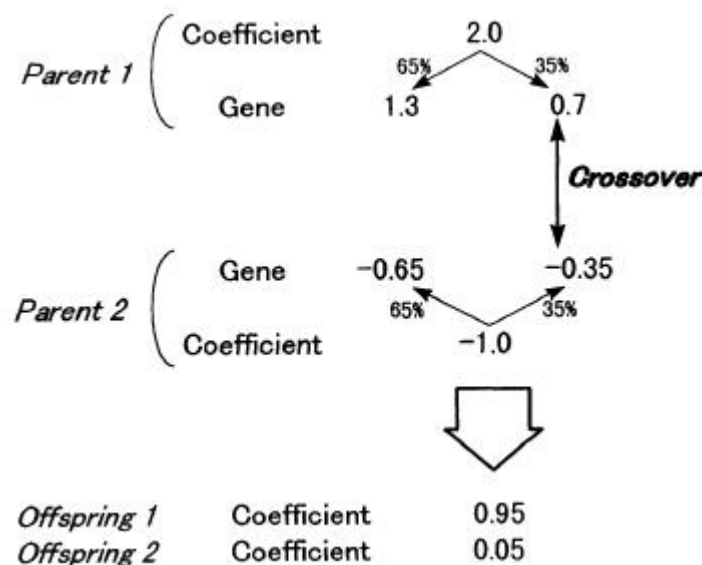 Coefficient 2.0
Parent 1 65% 35%
Gene 1.3 0.7
Crossover
Gene −0.65 −0.35
Parent 2 65% 35%
Coefficient −1.0
Offspring 1 Coefficient 0.95
Offspring 2 Coefficient 0.05